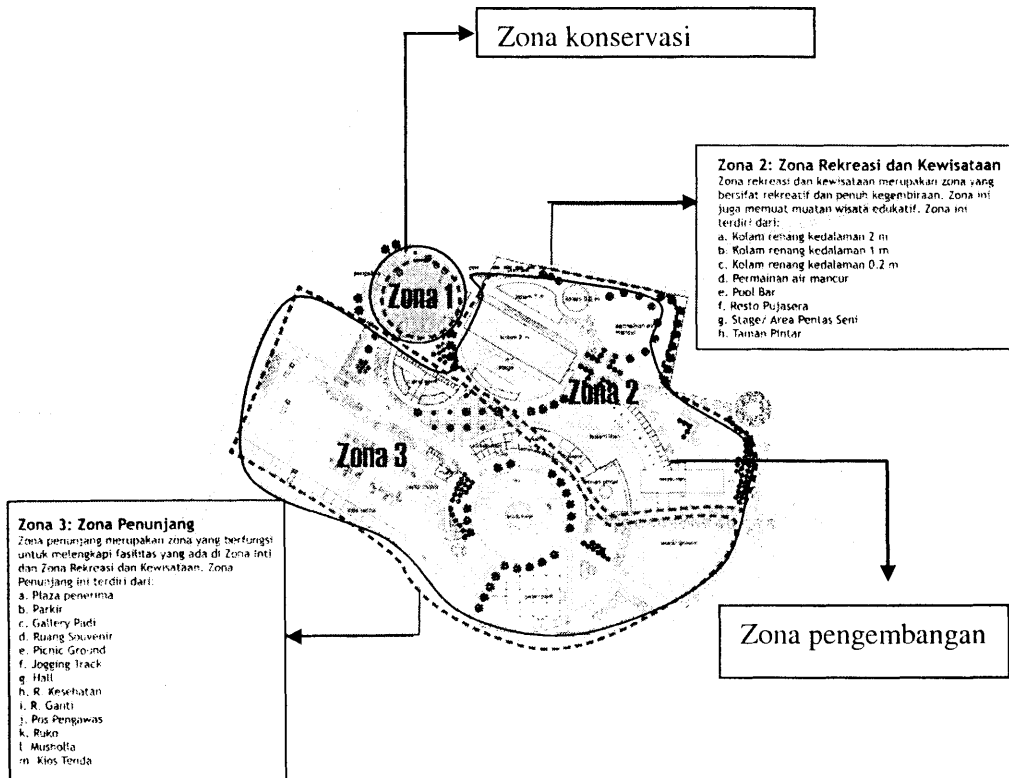 Zona konservasi
Zona 2: Zona Rekreasi dan Kewisataan
Zona rekreasi dan kewisataan merupakan zona yang
bersifat rekreatif dan penuh kegembiraan. Zona ini
juga memuat muatan wisata edukatif. Zona ini
terdiri dari:
a. Kolam renang kedalaman 2 m
b. Kolam renang kedalaman 1 m
c. Kolam renang kedalaman 0.2 m
d. Permainan air mancur
e. Pool Bar
f. Resto Pujasera
g. Stage/ Area Pentas Seni
h. Taman Pintar
Zona 1
Zona 2
Zona 3
Zona 3: Zona Penunjang
Zona penunjang merupakan zona yang berfungsi
untuk melengkapi fasilitas yang ada di Zona Inti
dan Zona Rekreasi dan Kewisataan. Zona
Penunjang ini terdiri dari:
a. Plaza penerima
b. Parkir
c. Gallery Padi
d. Ruang Souvenir
e. Picnic Ground
f. Jogging Track
g. Hall
h. R. Kesehatan
i. R. Ganti
j. Pos Pengawas
k. Ruko
l. Musholla
m. Kios Tenda
Zona pengembangan